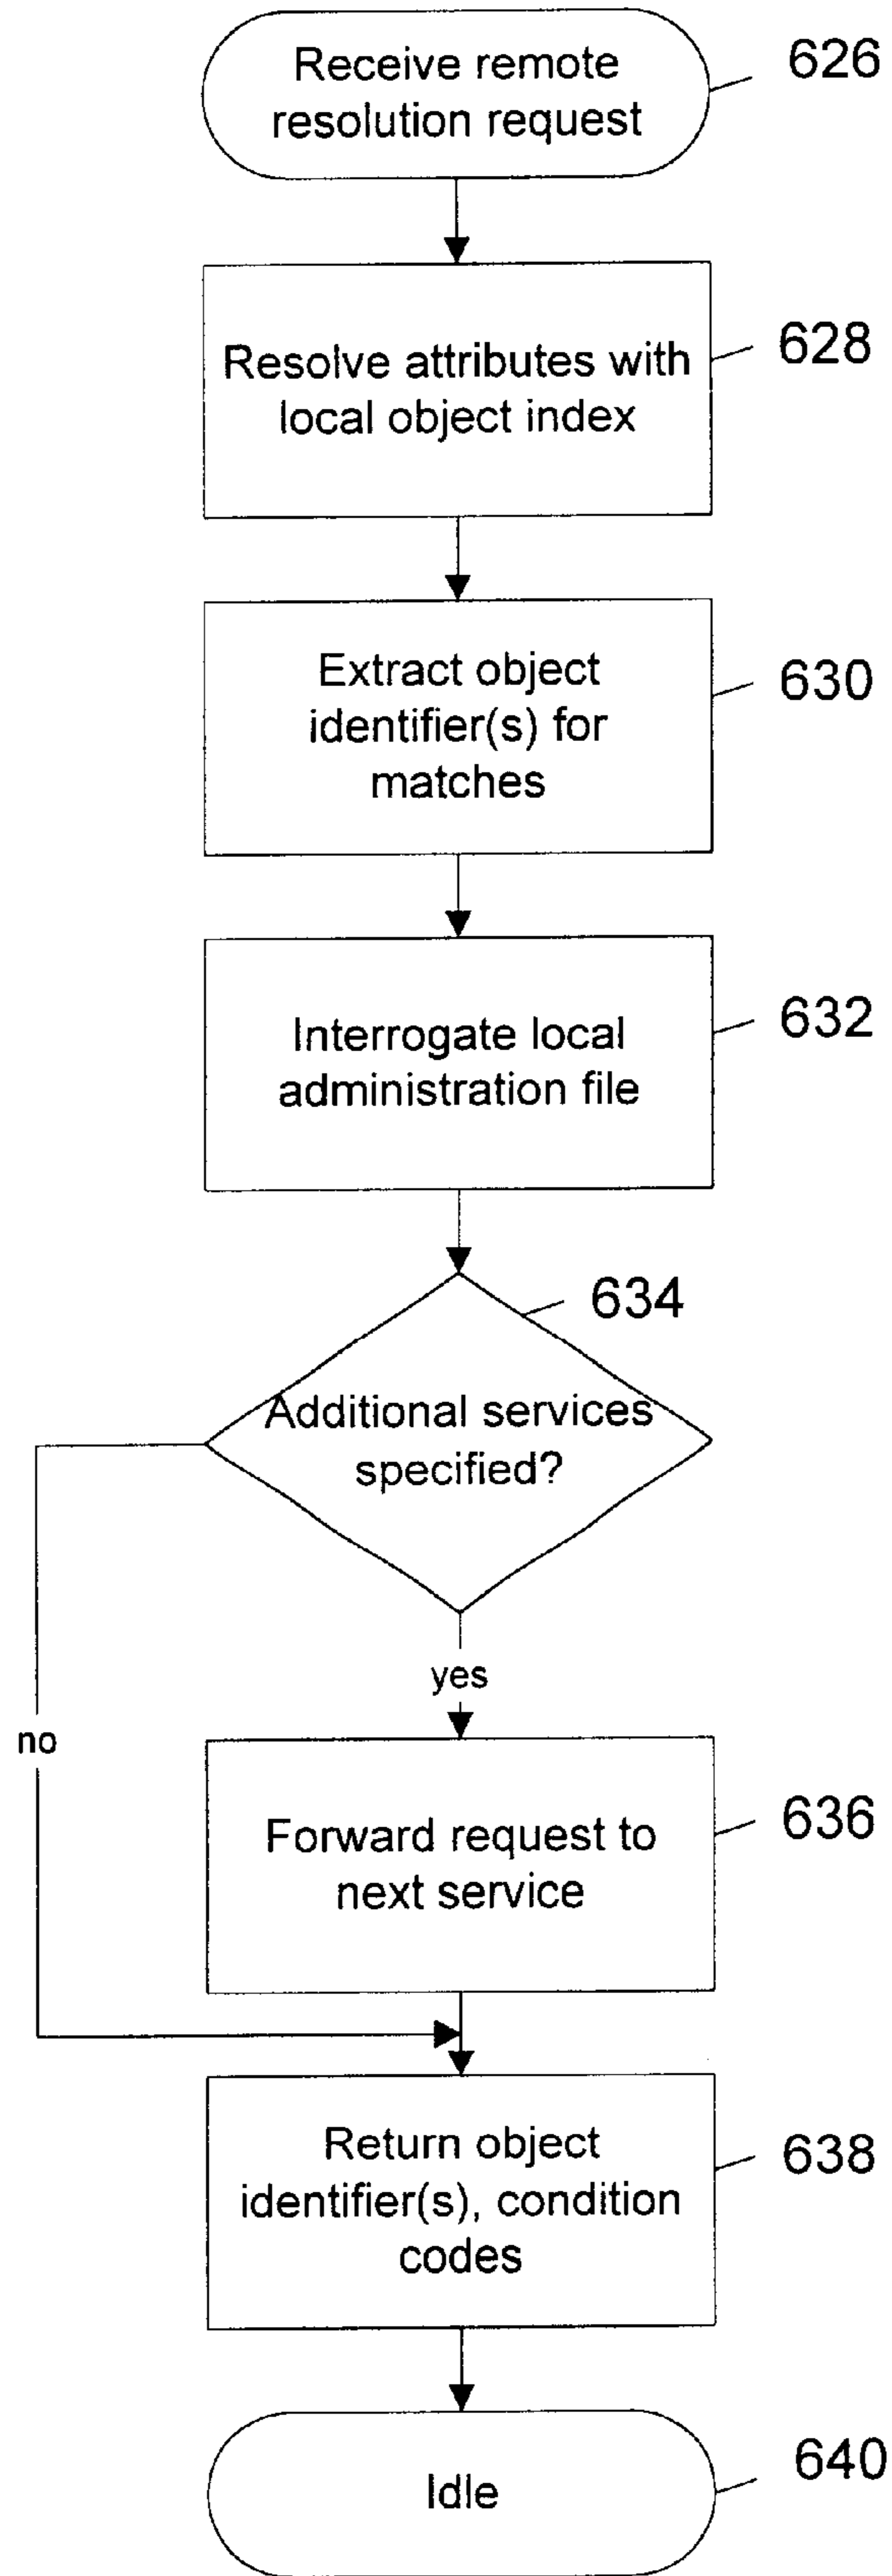 Receive remote
resolution request
626
Resolve attributes with
local object index
628
Extract object
identifier(s) for
matches
630
Interrogate local
administration file
632
634
Additional services
specified?
yes
no
Forward request to
next service
636
Return object
identifier(s), condition
codes
638
Idle
640